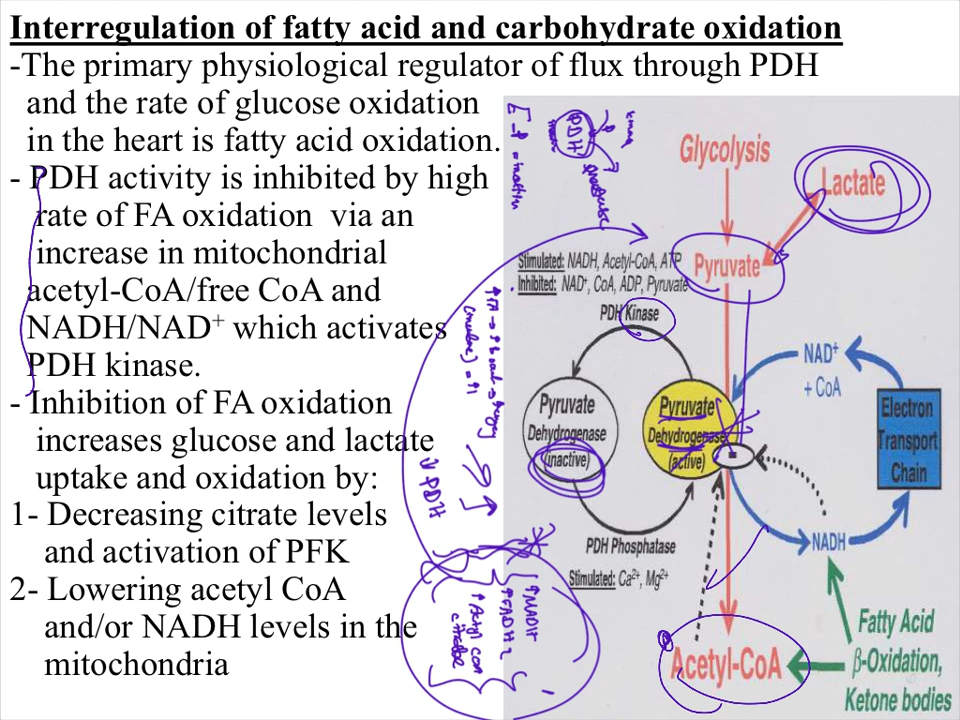 Interregulation of fatty acid and carbohydrate oxidation
-The primary physiological regulator of flux through PDH
and the rate of glucose oxidation
in the heart is fatty acid oxidation.
- PDH activity is inhibited by high
rate of FA oxidation via an
increase in mitochondrial
acetyl-CoA/free CoA and
NADH/NAD+ which activates
PDH kinase.
- Inhibition of FA oxidation
increases glucose and lactate
uptake and oxidation by:
1- Decreasing citrate levels
and activation of PFK
2- Lowering acetyl CoA
and/or NADH levels in the
mitochondria
Glycolysis
Lactate
Pyruvate
Stimulated: NADH, Acetyl-CoA, ATP
Inhibited: NAD+, CoA, ADP, Pyruvate
PDH Kinase
NAD+
+ CoA
Pyruvate
Dehydrogenase
(inactive)
Pyruvate
Dehydrogenase
(active)
-
Electron
Transport
Chain
NADH
PDH Phosphatase
Stimulated: Ca2+, Mg2+
Fatty Acid
β-Oxidation,
Ketone bodies
Acetyl-CoA
PDH
↓ PDH
↑NADH
↑FADH2
citrate